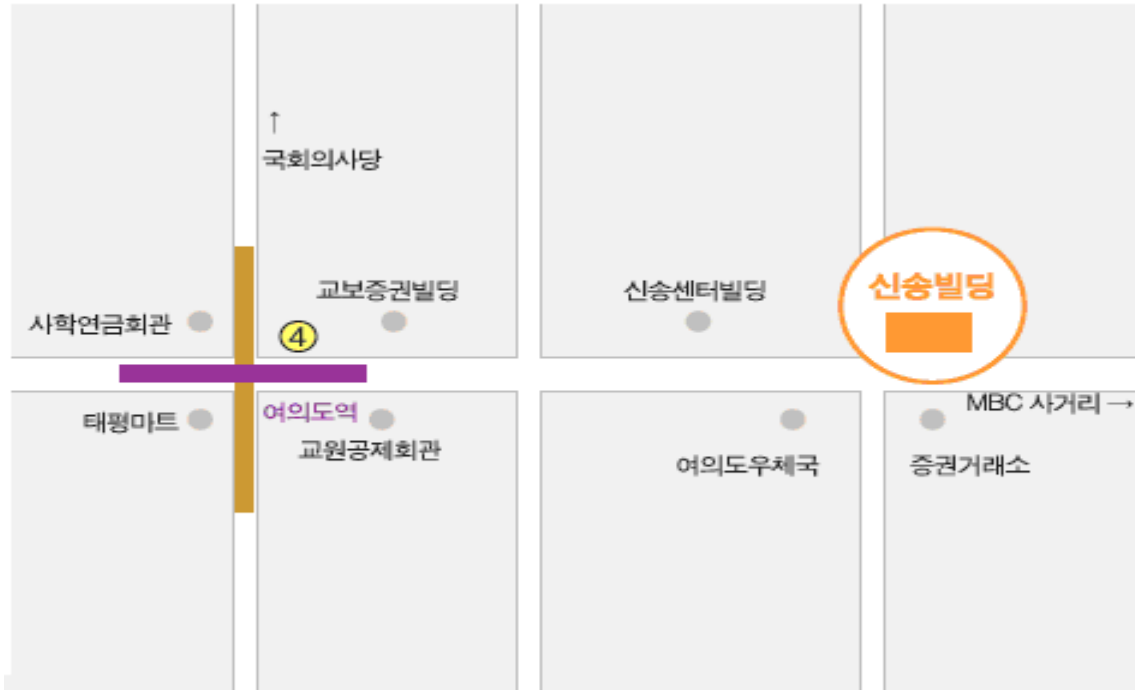 ↑
국회의사당
교보증권빌딩
신송센터빌딩
신송빌딩
사학연금회관
④
태평마트
여의도역
교원공제회관
여의도우체국
MBC 사거리 →
증권거래소